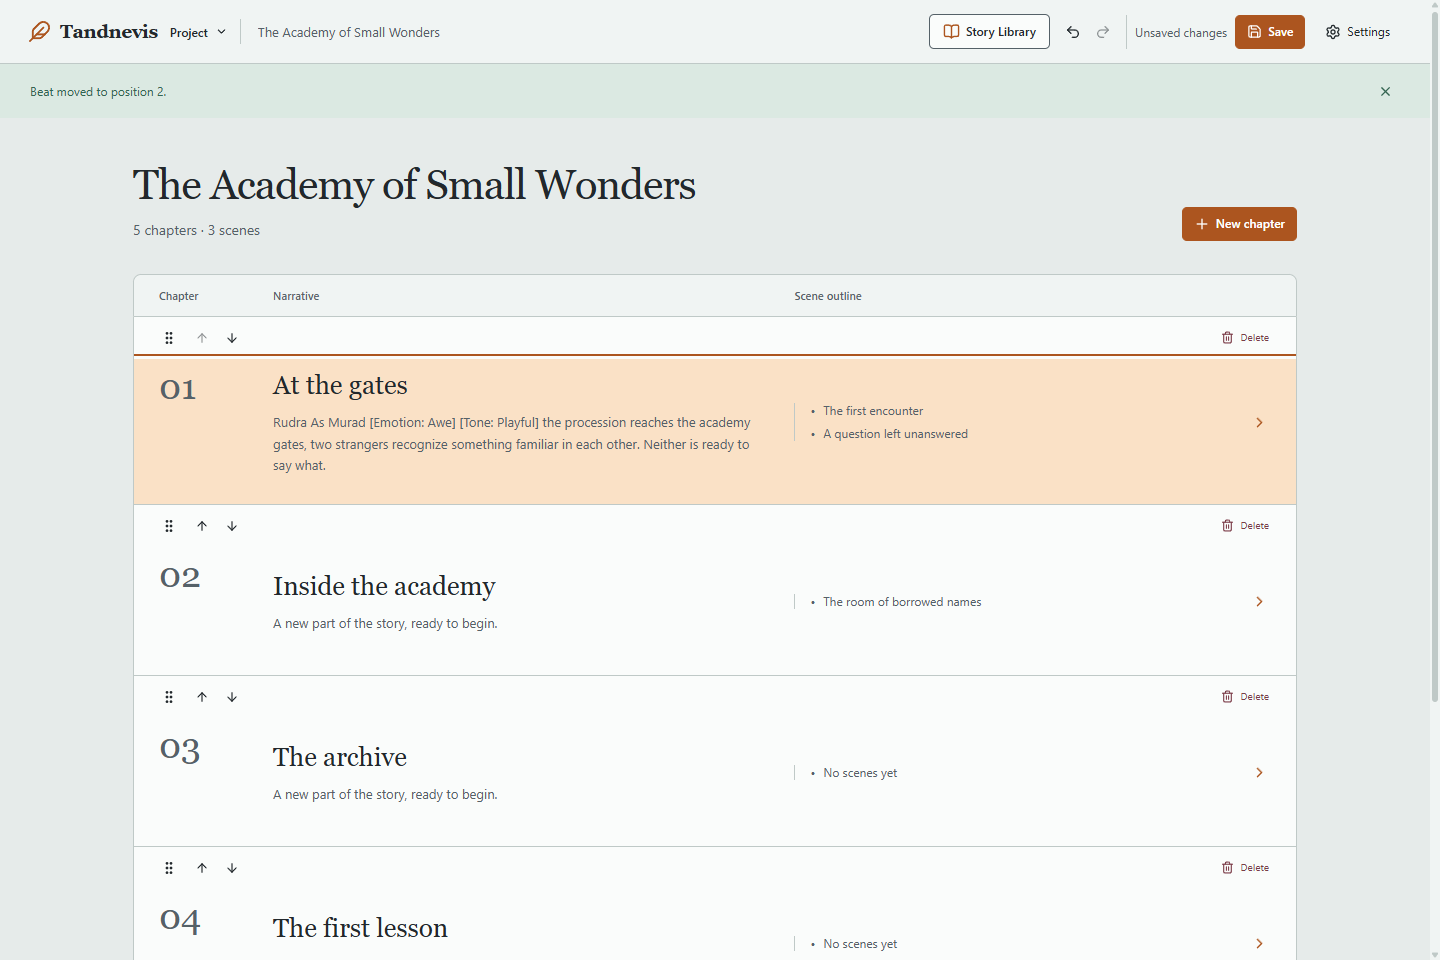 Tandnevis Project The Academy of Small Wonders Story Library Unsaved changes Save Settings
Beat moved to position 2.
The Academy of Small Wonders
5 chapters · 3 scenes
New chapter
Chapter Narrative Scene outline
Delete
01 At the gates
Rudra As Murad [Emotion: Awe] [Tone: Playful] the procession reaches the academy
gates, two strangers recognize something familiar in each other. Neither is ready to
say what.
• The first encounter
• A question left unanswered
Delete
02 Inside the academy
A new part of the story, ready to begin.
• The room of borrowed names
Delete
03 The archive
A new part of the story, ready to begin.
• No scenes yet
Delete
04 The first lesson
• No scenes yet